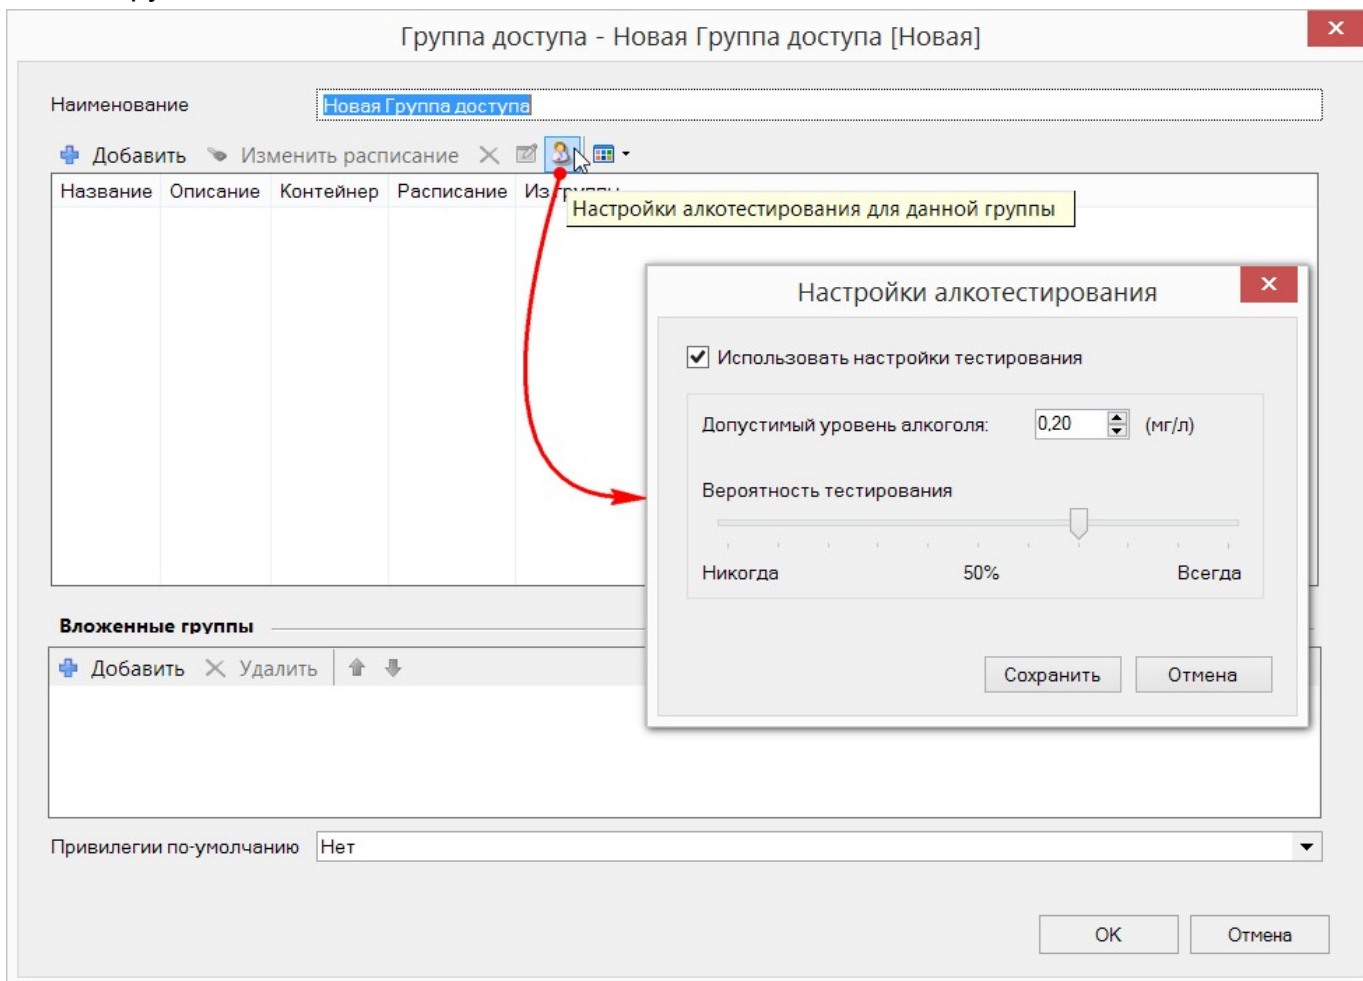 Группа доступа - Новая Группа доступа [Новая]
Наименование Новая Группа доступа
Добавить Изменить расписание
Название Описание Контейнер Расписание Из группы
Настройки алкотестирования для данной группы
Настройки алкотестирования
Использовать настройки тестирования
Допустимый уровень алкоголя: 0,20 (мг/л)
Вероятность тестирования
Никогда 50% Всегда
Сохранить Отмена
Вложенные группы
Добавить Удалить
Привилегии по-умолчанию Нет
OK Отмена